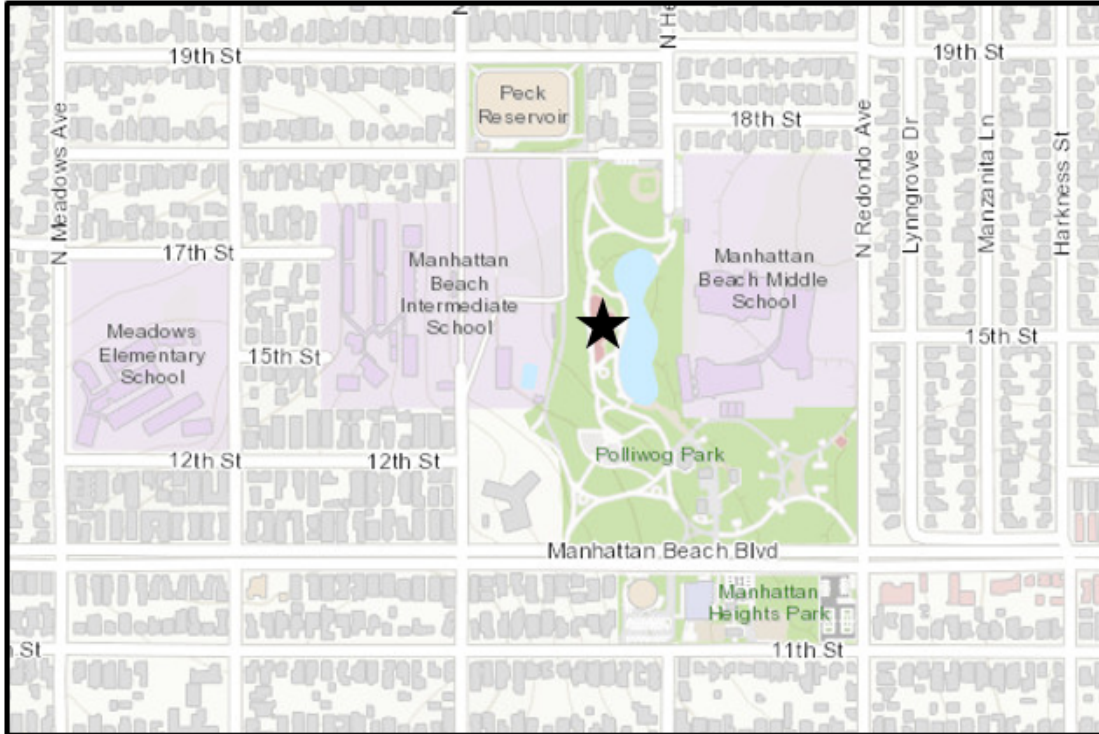 N
N He
19th St
19th St
Peck
Reservoir
18th St
N Meadows Ave
N Redondo Ave
Lynngrove Dr
Manzanita Ln
Harkness St
17th St
Manhattan
Beach
Intermediate
School
Manhattan
Beach Middle
School
Meadows
Elementary
School
15th St
15th St
12th St
12th St
Polliwog Park
Manhattan Beach Blvd
Manhattan
Heights Park
St
11th St